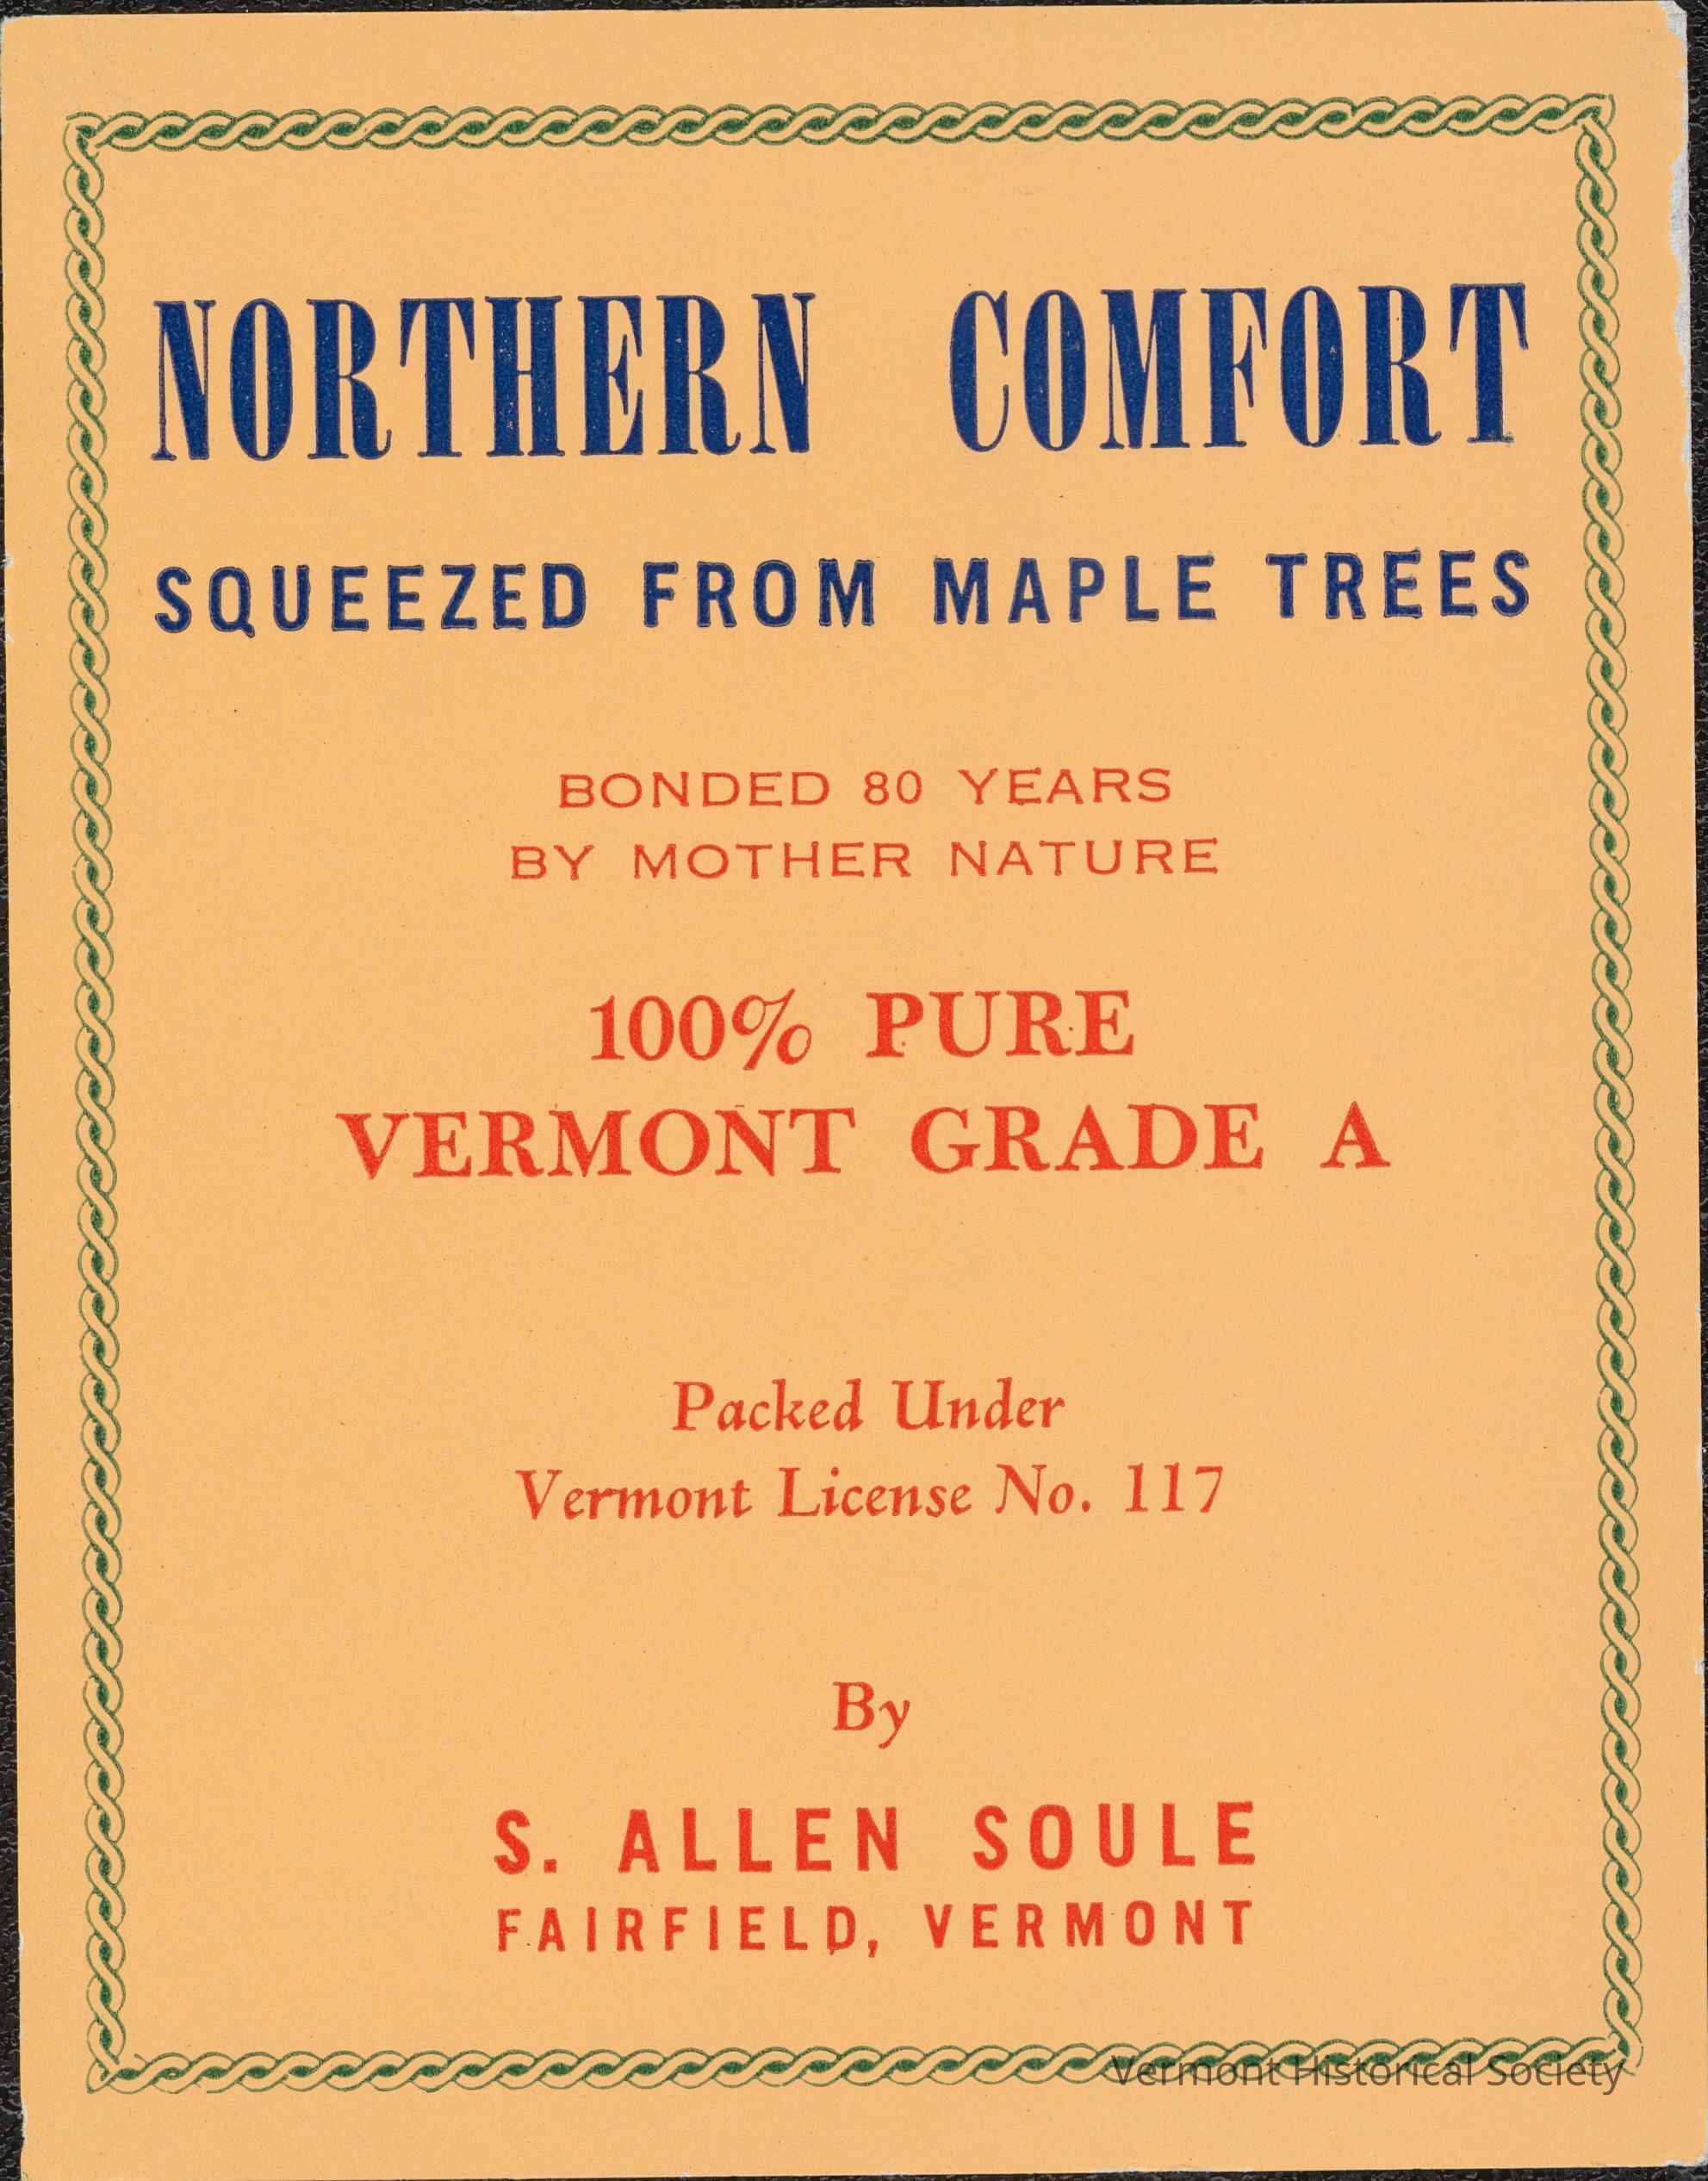 NORTHERN COMFORT
SQUEEZED FROM MAPLE TREES
BONDED 80 YEARS
BY MOTHER NATURE
100% PURE
VERMONT GRADE A
Packed Under
Vermont License No. 117
By
S. ALLEN SOULE
FAIRFIELD, VERMONT
Vermont Historical Society